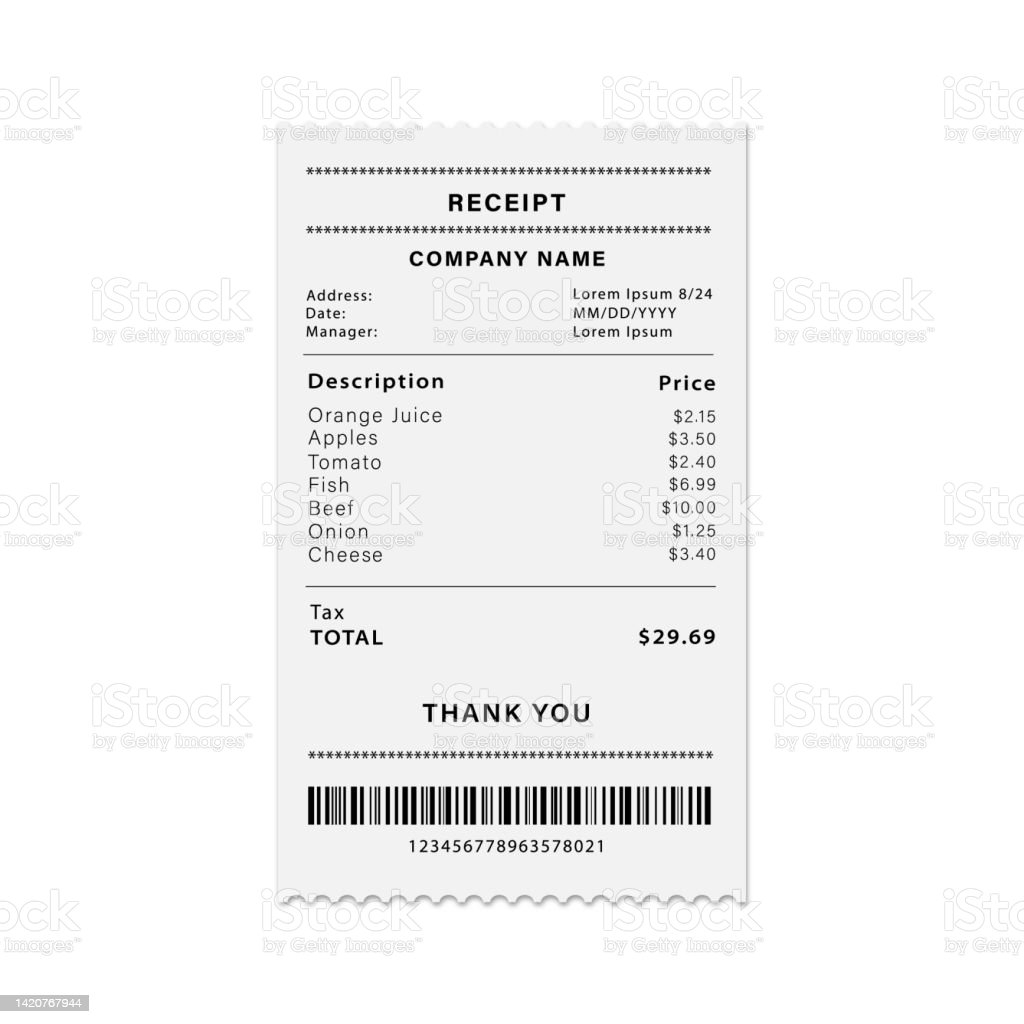 *********************************************
RECEIPT
*********************************************
COMPANY NAME
Address: Lorem Ipsum 8/24
Date: MM/DD/YYYY
Manager: Lorem Ipsum
Description Price
Orange Juice $2.15
Apples $3.50
Tomato $2.40
Fish $6.99
Beef $10.00
Onion $1.25
Cheese $3.40
Tax
TOTAL $29.69
THANK YOU
*********************************************
123456778963578021
iStock
by Getty Images™
1420767944